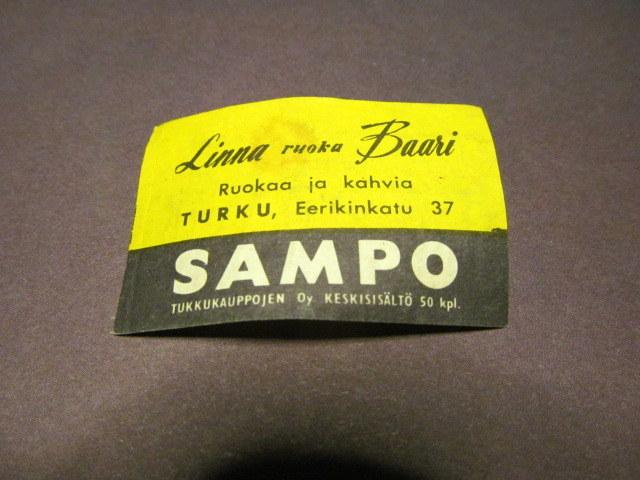 Linna ruoka Baari
Ruokaa ja kahvia
TURKU, Eerikinkatu 37
SAMPO
TUKKUKAUPPOJEN Oy KESKISISÄLTÖ 50 kpl.